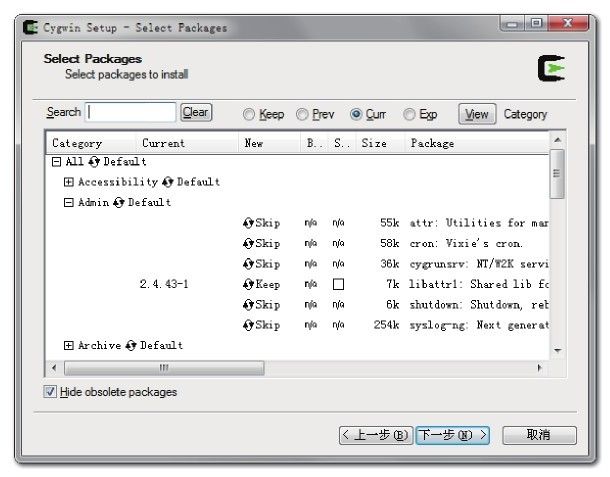 Cygwin Setup - Select Packages
Select Packages
Select packages to install
Search Clear Keep Prev Curr Exp View Category
Category Current New B.. S.. Size Package
All Default
Accessibility Default
Admin Default
Skip n/a n/a 55k attr: Utilities for mar
Skip n/a n/a 58k cron: Vixie's cron.
Skip n/a n/a 36k cygrunsrv: NT/W2K servi
2.4.43-1 Keep n/a 7k libattr1: Shared lib fo
Skip n/a n/a 6k shutdown: Shutdown, reb
Skip n/a n/a 254k syslog-ng: Next generat
Archive Default
Hide obsolete packages
< 上一步(B) 下一步(N) > 取消